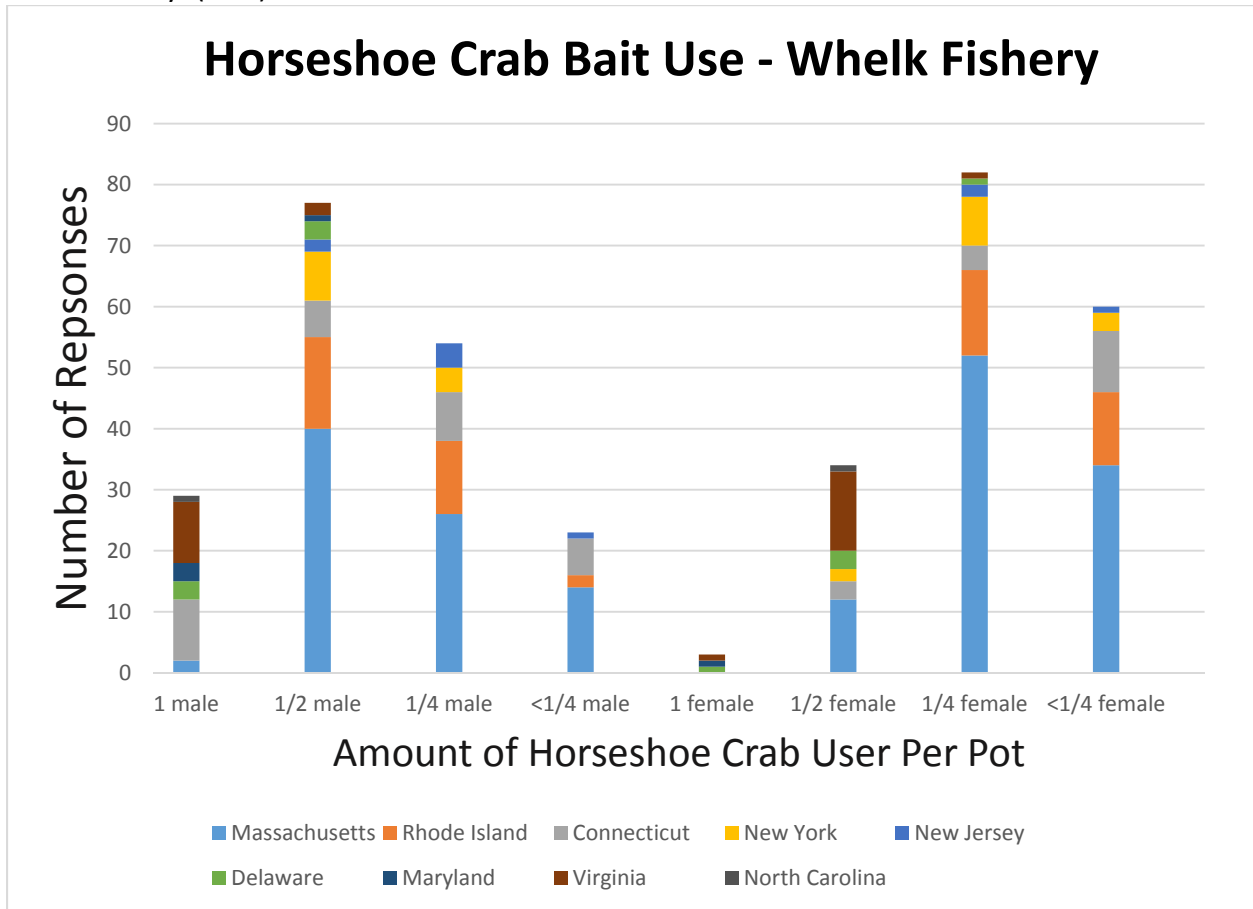 Horseshoe Crab Bait Use - Whelk Fishery
Number of Repsonses
90
80
70
60
50
40
30
20
10
0
1 male 1/2 male 1/4 male <1/4 male 1 female 1/2 female 1/4 female <1/4 female
Amount of Horseshoe Crab User Per Pot
Massachusetts Rhode Island Connecticut New York New Jersey
Delaware Maryland Virginia North Carolina